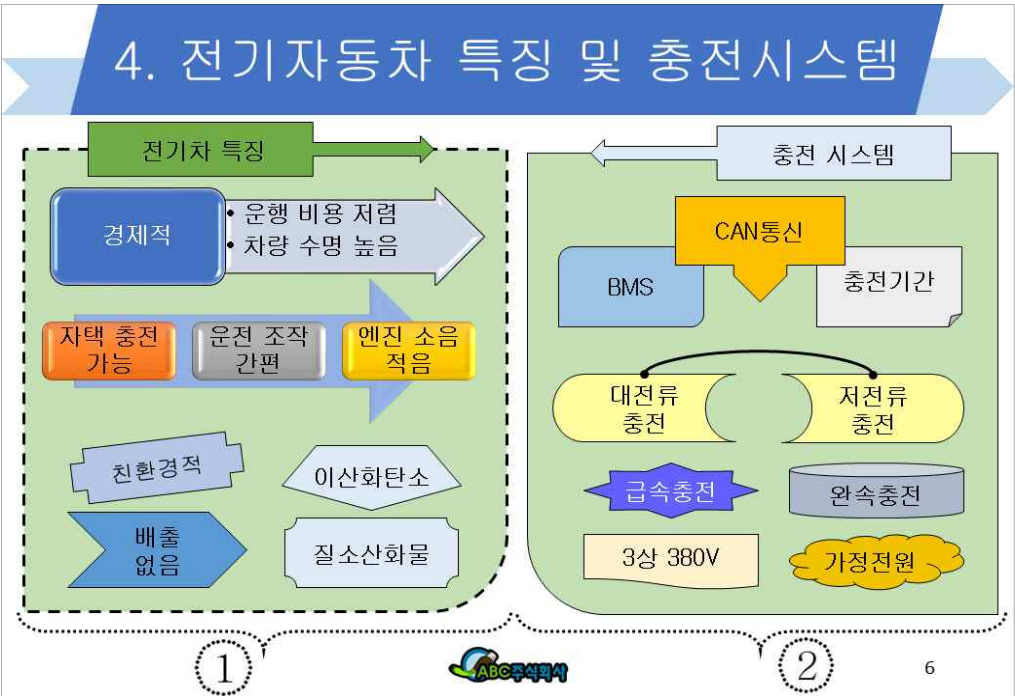 4. 전기자동차 특징 및 충전시스템
전기차 특징
경제적
• 운행 비용 저렴
• 차량 수명 높음
자택 충전
가능
운전 조작
간편
엔진 소음
적음
친환경적
이산화탄소
배출
없음
질소산화물
1
충전 시스템
CAN통신
BMS
충전기간
대전류
충전
저전류
충전
급속충전
완속충전
3상 380V
가정전원
2
ABC주식회사
6